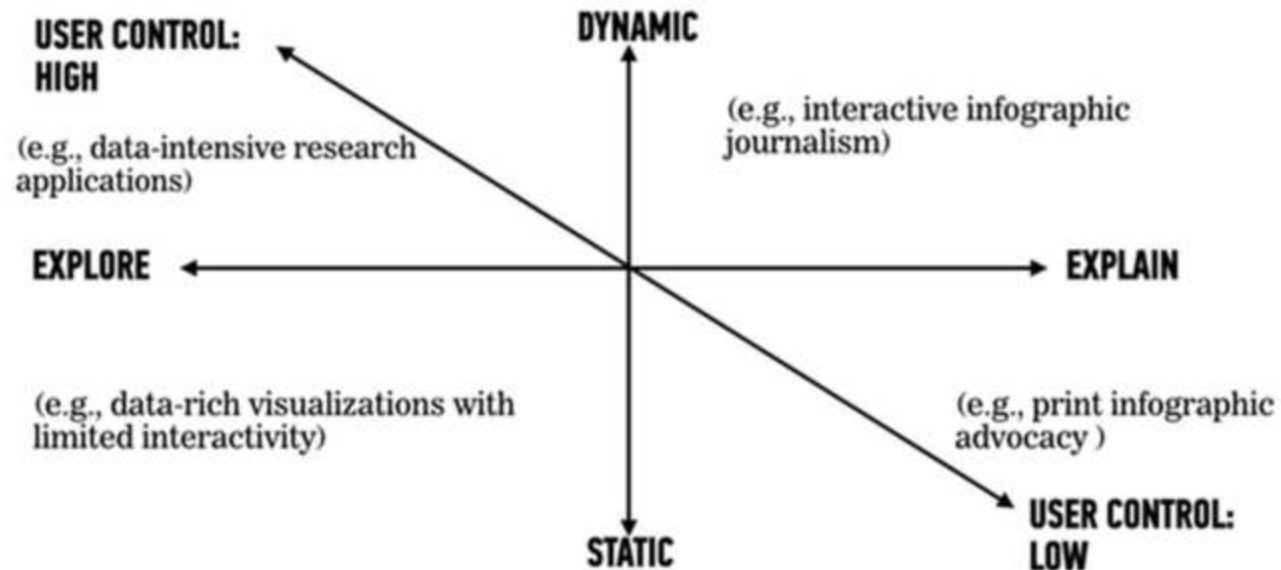 USER CONTROL:
HIGH
DYNAMIC
(e.g., interactive infographic
journalism)
(e.g., data-intensive research
applications)
EXPLORE
EXPLAIN
(e.g., data-rich visualizations with
limited interactivity)
(e.g., print infographic
advocacy )
STATIC
USER CONTROL:
LOW